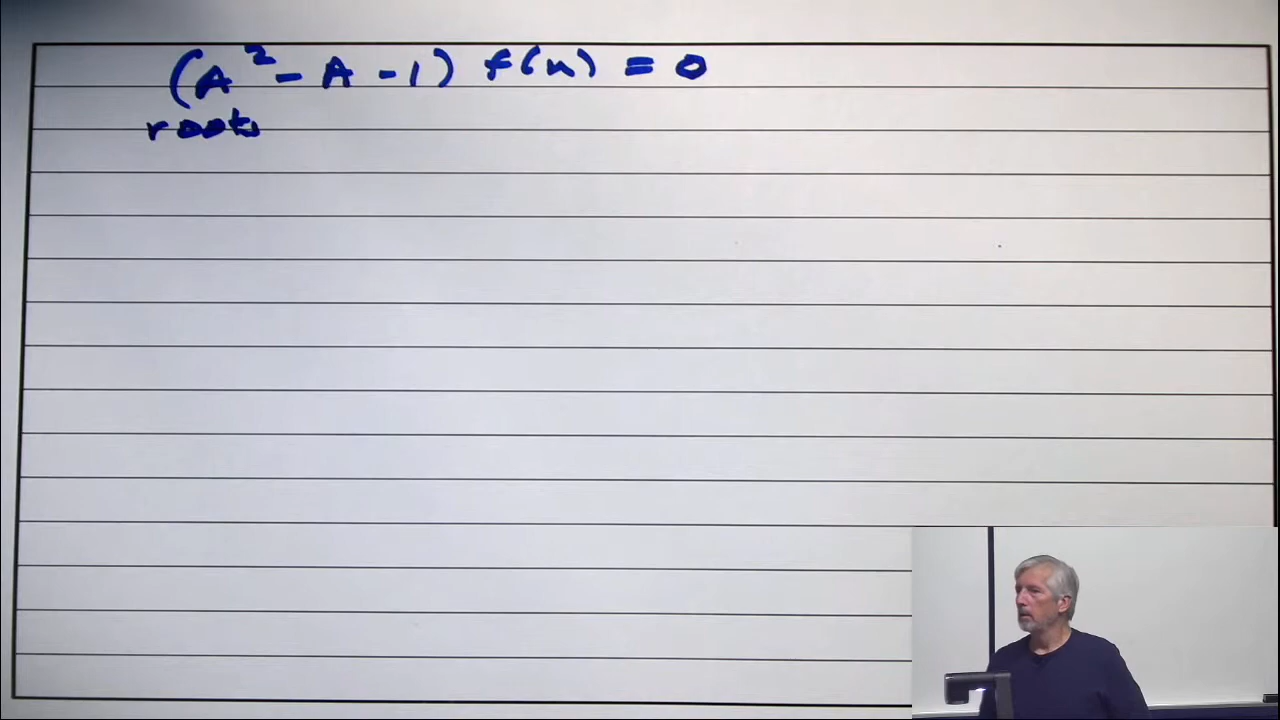 (A² - A - 1) f(n) = 0
roots